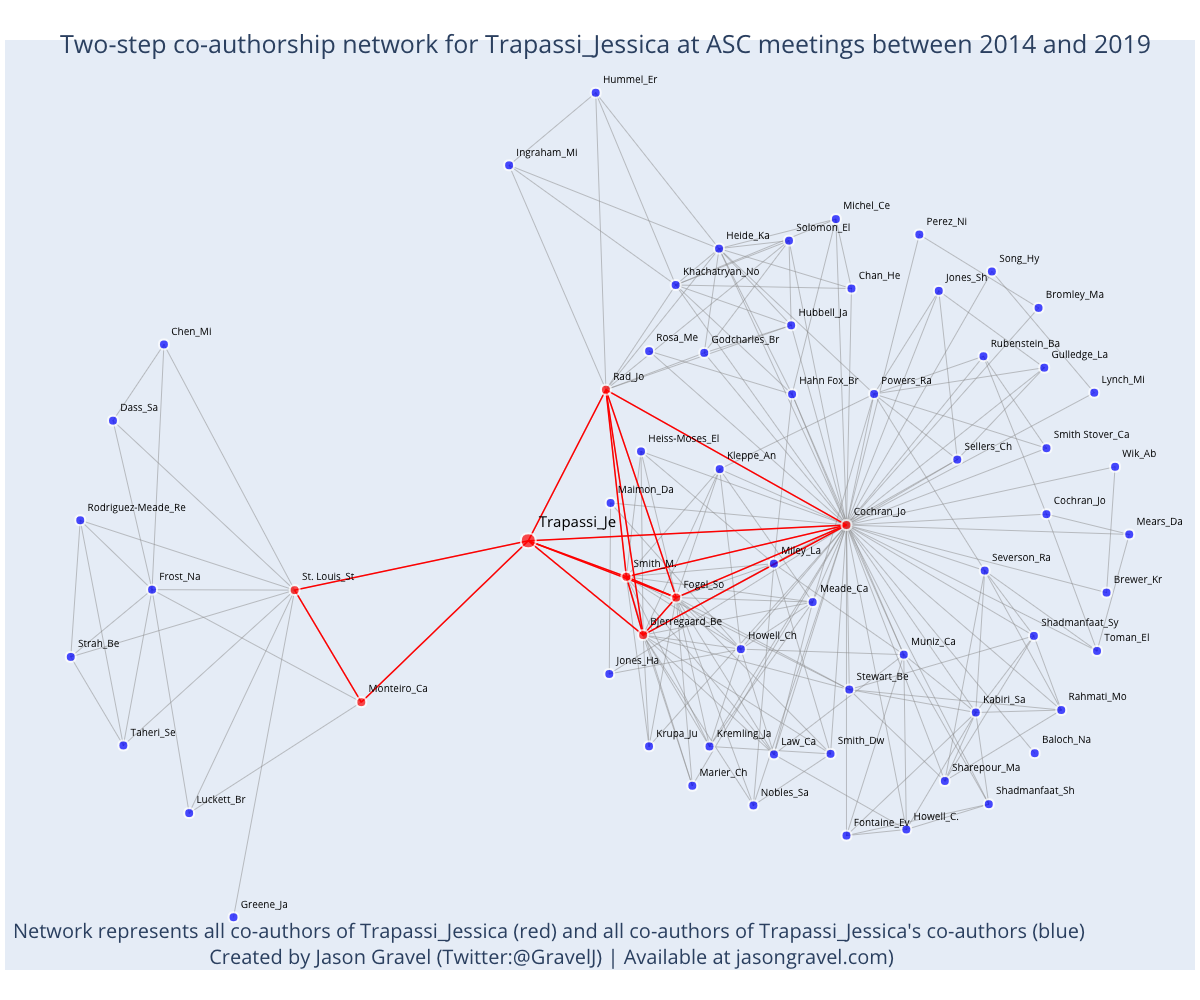 Two-step co-authorship network for Trapassi_Jessica at ASC meetings between 2014 and 2019
Hummel_Er
Ingraham_Mi
Michel_Ce
Perez_Ni
Solomon_El
Heide_Ka
Song_Hy
Khachatryan_No
Chan_He
Jones_Sh
Bromley_Ma
Hubbell_Ja
Chen_Mi
Rosa_Me
Godcharles_Br
Rubenstein_Ba
Gulledge_La
Rad_Jo
Hahn Fox_Br
Powers_Ra
Lynch_Mi
Dass_Sa
Heiss-Moses_El
Smith Stover_Ca
Sellers_Ch
Kleppe_An
Wik_Ab
Maimon_Da
Rodriguez-Meade_Re
Cochran_Jo
Cochran_Jo
Trapassi_Je
Mears_Da
Miley_La
Severson_Ra
Smith_M.
Frost_Na
St. Louis_St
Fogel_So
Meade_Ca
Brewer_Kr
Bierregaard_Be
Shadmanfaat_Sy
Howell_Ch
Muniz_Ca
Toman_El
Strah_Be
Jones_Ha
Stewart_Be
Monteiro_Ca
Kabiri_Sa
Rahmati_Mo
Taheri_Se
Krupa_Ju
Kremling_Ja
Law_Ca
Smith_Dw
Baloch_Na
Marier_Ch
Sharepour_Ma
Nobles_Sa
Luckett_Br
Shadmanfaat_Sh
Fontaine_Ey
Howell_C.
Greene_Ja
Network represents all co-authors of Trapassi_Jessica (red) and all co-authors of Trapassi_Jessica's co-authors (blue)
Created by Jason Gravel (Twitter:@GravelJ) | Available at jasongravel.com)